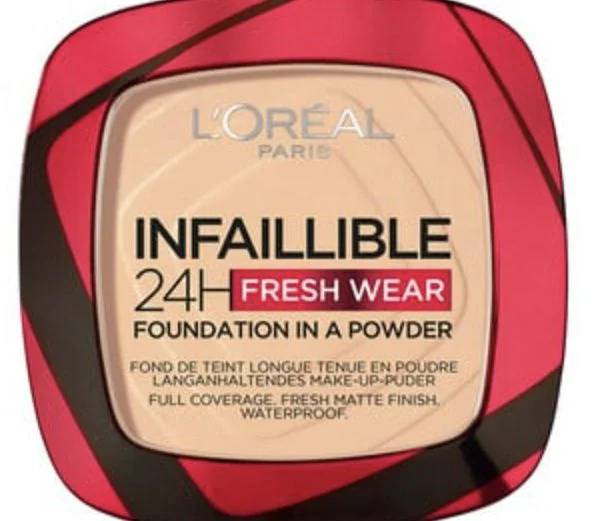 L'ORÉAL
PARIS
INFAILLIBLE
24H FRESH WEAR
FOUNDATION IN A POWDER
FOND DE TEINT LONGUE TENUE EN POUDRE
LANGANHALTENDES MAKE-UP-PUDER
FULL COVERAGE. FRESH MATTE FINISH.
WATERPROOF.